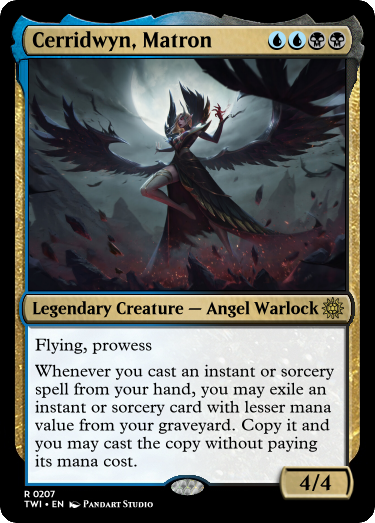 Cerridwyn, Matron
Legendary Creature — Angel Warlock
Flying, prowess
Whenever you cast an instant or sorcery
spell from your hand, you may exile an
instant or sorcery card with lesser mana
value from your graveyard. Copy it and
you may cast the copy without paying
its mana cost.
4/4
R 0207
TWI • EN PANDART STUDIO